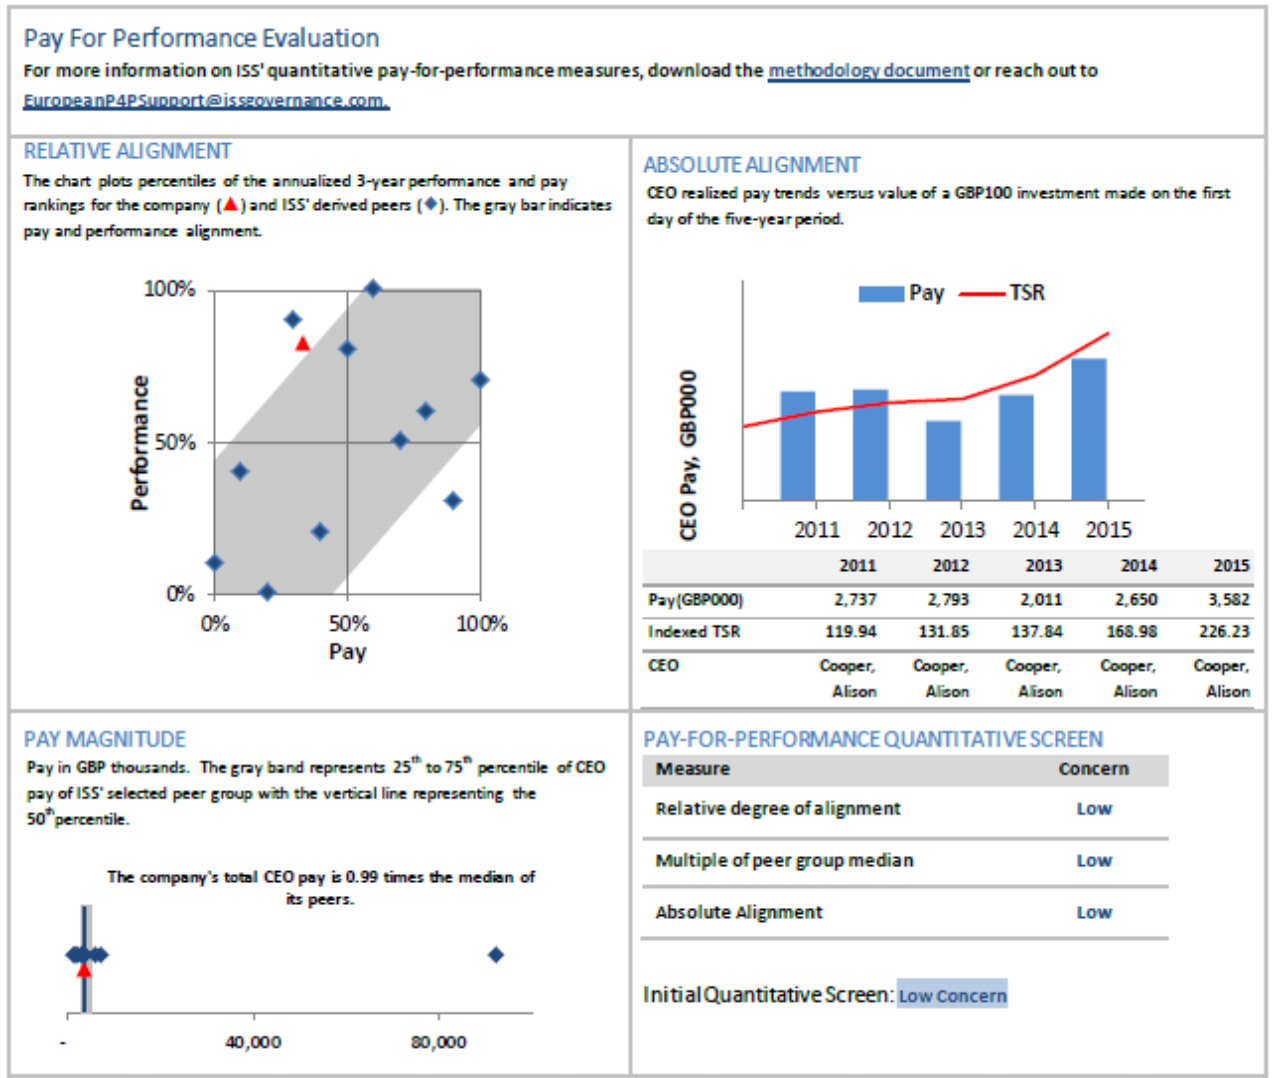 Pay For Performance Evaluation
For more information on ISS' quantitative pay-for-performance measures, download the methodology document or reach out to
EuropeanP4PSupport@issgovernance.com.
RELATIVE ALIGNMENT
The chart plots percentiles of the annualized 3-year performance and pay
rankings for the company (▲) and ISS' derived peers (◆). The gray bar indicates
pay and performance alignment.
100%
50%
0%
Performance
0% 50% 100%
Pay
ABSOLUTE ALIGNMENT
CEO realized pay trends versus value of a GBP100 investment made on the first
day of the five-year period.
Pay TSR
CEO Pay, GBP000
2011 2012 2013 2014 2015
2011 2012 2013 2014 2015
Pay(GBP000) 2,737 2,793 2,011 2,650 3,582
Indexed TSR 119.94 131.85 137.84 168.98 226.23
CEO Cooper, Cooper, Cooper, Cooper, Cooper,
Alison Alison Alison Alison Alison
PAY MAGNITUDE
Pay in GBP thousands. The gray band represents 25th to 75th percentile of CEO
pay of ISS' selected peer group with the vertical line representing the
50th percentile.
The company's total CEO pay is 0.99 times the median of
its peers.
- 40,000 80,000
PAY-FOR-PERFORMANCE QUANTITATIVE SCREEN
Measure Concern
Relative degree of alignment Low
Multiple of peer group median Low
Absolute Alignment Low
Initial Quantitative Screen: Low Concern